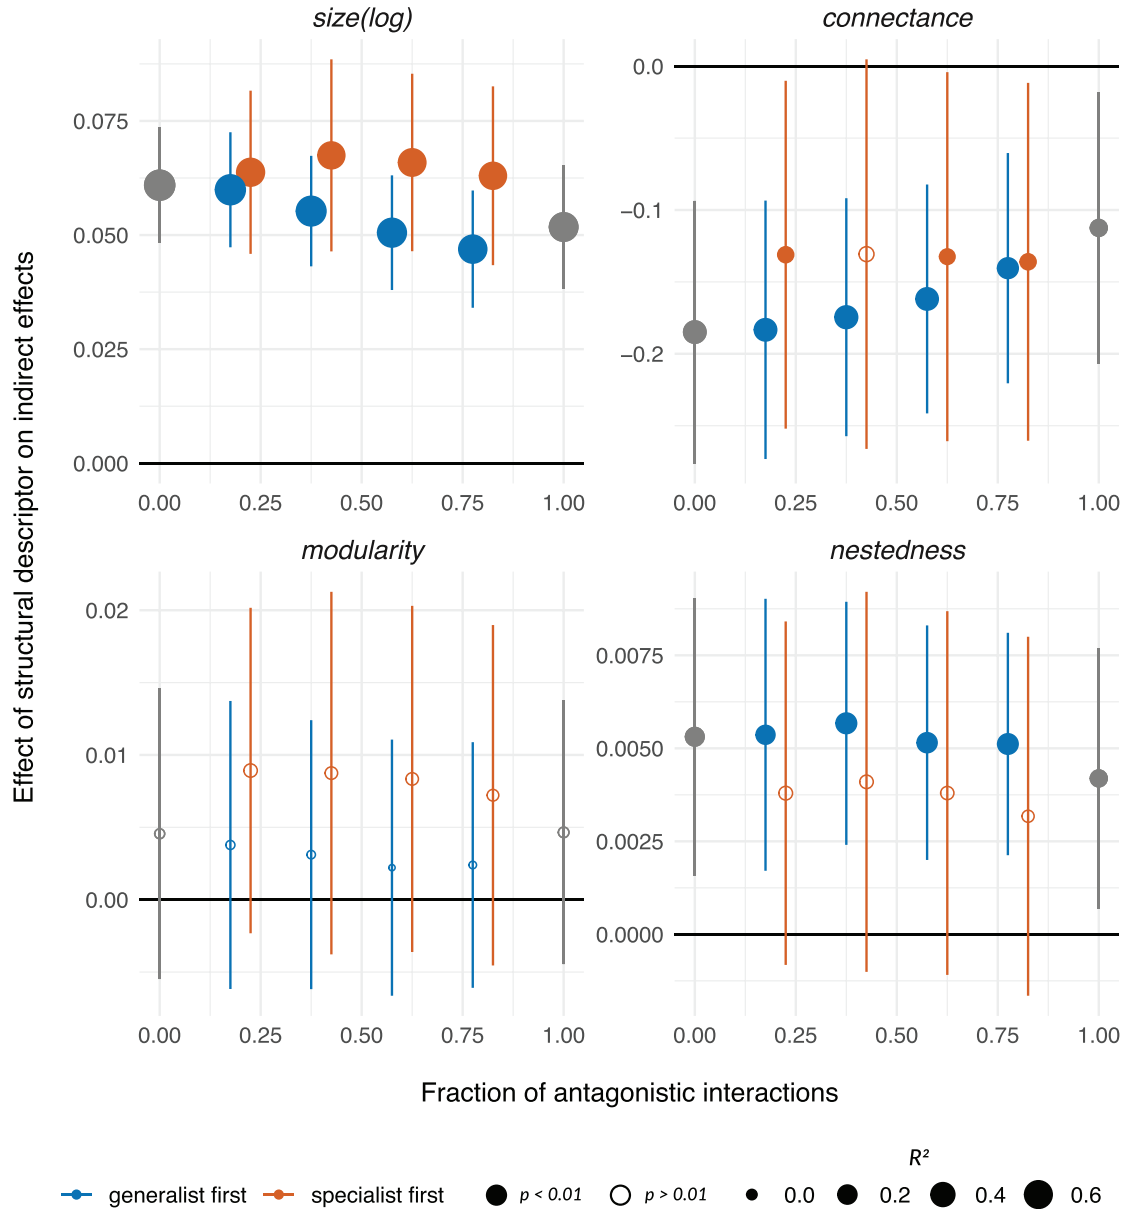 size(log)
connectance
0.075
0.050
0.025
0.000
0.0
−0.1
−0.2
0.00 0.25 0.50 0.75 1.00
0.00 0.25 0.50 0.75 1.00
Effect of structural descriptor on indirect effects
modularity
nestedness
0.02
0.01
0.00
0.0075
0.0050
0.0025
0.0000
0.00 0.25 0.50 0.75 1.00
0.00 0.25 0.50 0.75 1.00
Fraction of antagonistic interactions
R²
generalist first specialist first p < 0.01 p > 0.01 0.0 0.2 0.4 0.6